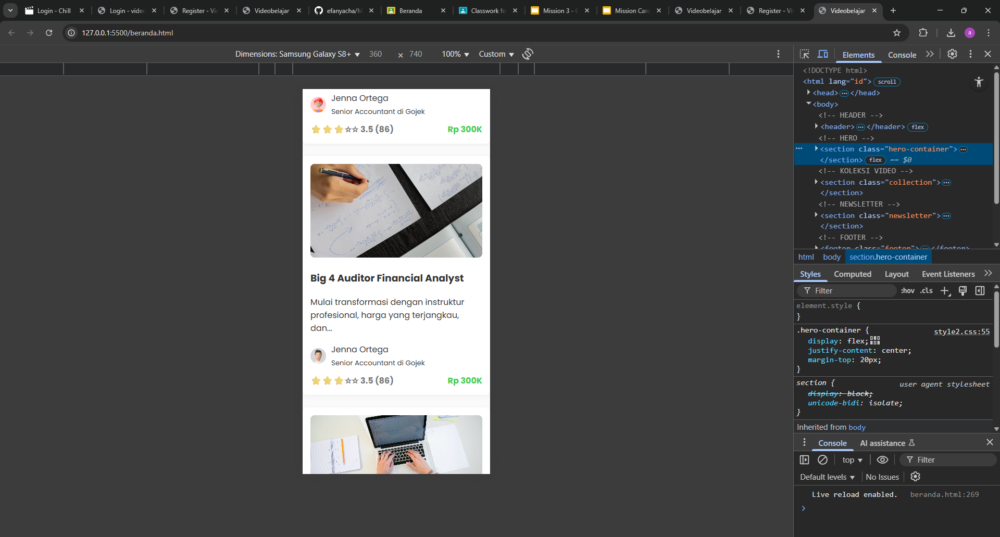 Login - Chill
Login - videc
Register - Vi
Videobelajar
efanyacha/M
Beranda
Classwork fo
Mission 3 - C
Mission Card
Videobelajar
Register - Vi
Videobelajar
127.0.0.1:5500/beranda.html
a
Dimensions: Samsung Galaxy S8+ 360 × 740 100% Custom
Elements Console
Jenna Ortega
Senior Accountant di Gojek
3.5 (86) Rp 300K
Big 4 Auditor Financial Analyst
Mulai transformasi dengan instruktur
profesional, harga yang terjangkau,
dan...
Jenna Ortega
Senior Accountant di Gojek
3.5 (86) Rp 300K
<!DOCTYPE html>
<html lang="id"> scroll
<head> ⋯ </head>
<body>
<!-- HEADER -->
<header> ⋯ </header> flex
<!-- HERO -->
<section class="hero-container"> ⋯
</section> flex == $0
<!-- KOLEKSI VIDEO -->
<section class="collection"> ⋯
</section>
<!-- NEWSLETTER -->
<section class="newsletter"> ⋯
</section>
<!-- FOOTER -->
<footer class="footer"> ⋯ </footer>
html body section.hero-container
Styles Computed Layout Event Listeners
Filter :hov .cls
element.style {
}
.hero-container { style2.css:55
display: flex;
justify-content: center;
margin-top: 20px;
}
section { user agent stylesheet
display: block;
unicode-bidi: isolate;
}
Inherited from body
Console AI assistance
top Filter
Default levels No Issues
Live reload enabled. beranda.html:269